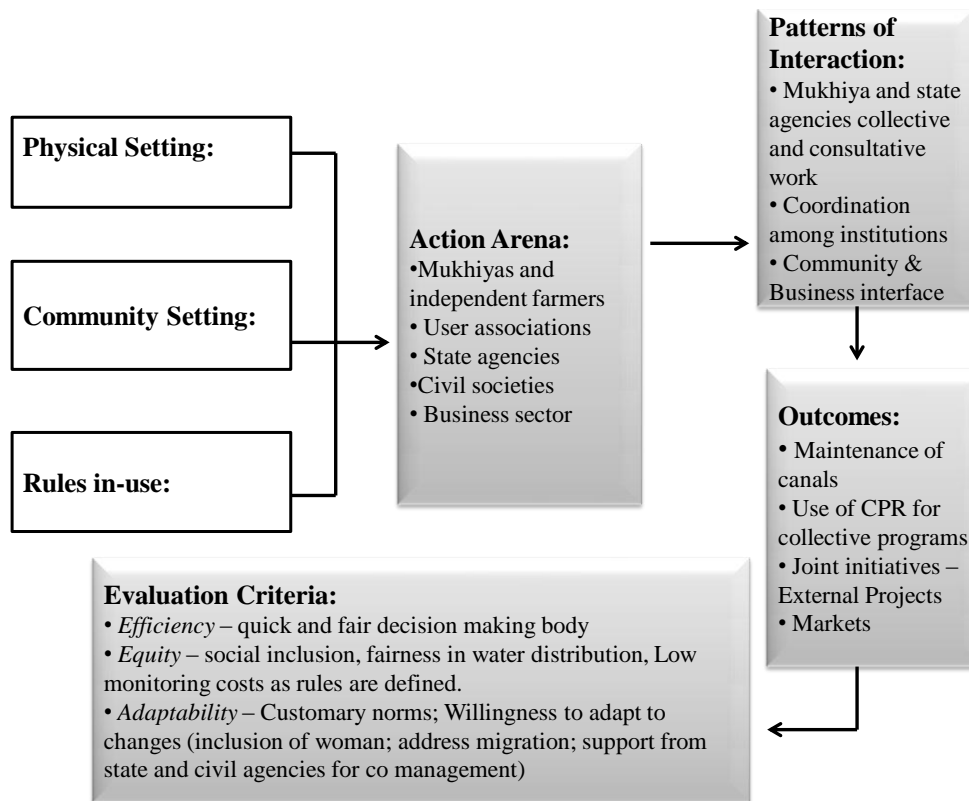 Physical Setting:
Community Setting:
Rules in-use:
Action Arena:
•Mukhiyas and
independent farmers
• User associations
• State agencies
•Civil societies
• Business sector
Patterns of
Interaction:
• Mukhiya and state
agencies collective
and consultative
work
• Coordination
among institutions
• Community &
Business interface
Outcomes:
• Maintenance of
canals
• Use of CPR for
collective programs
• Joint initiatives –
External Projects
• Markets
Evaluation Criteria:
• Efficiency – quick and fair decision making body
• Equity – social inclusion, fairness in water distribution, Low
monitoring costs as rules are defined.
• Adaptability – Customary norms; Willingness to adapt to
changes (inclusion of woman; address migration; support from
state and civil agencies for co management)